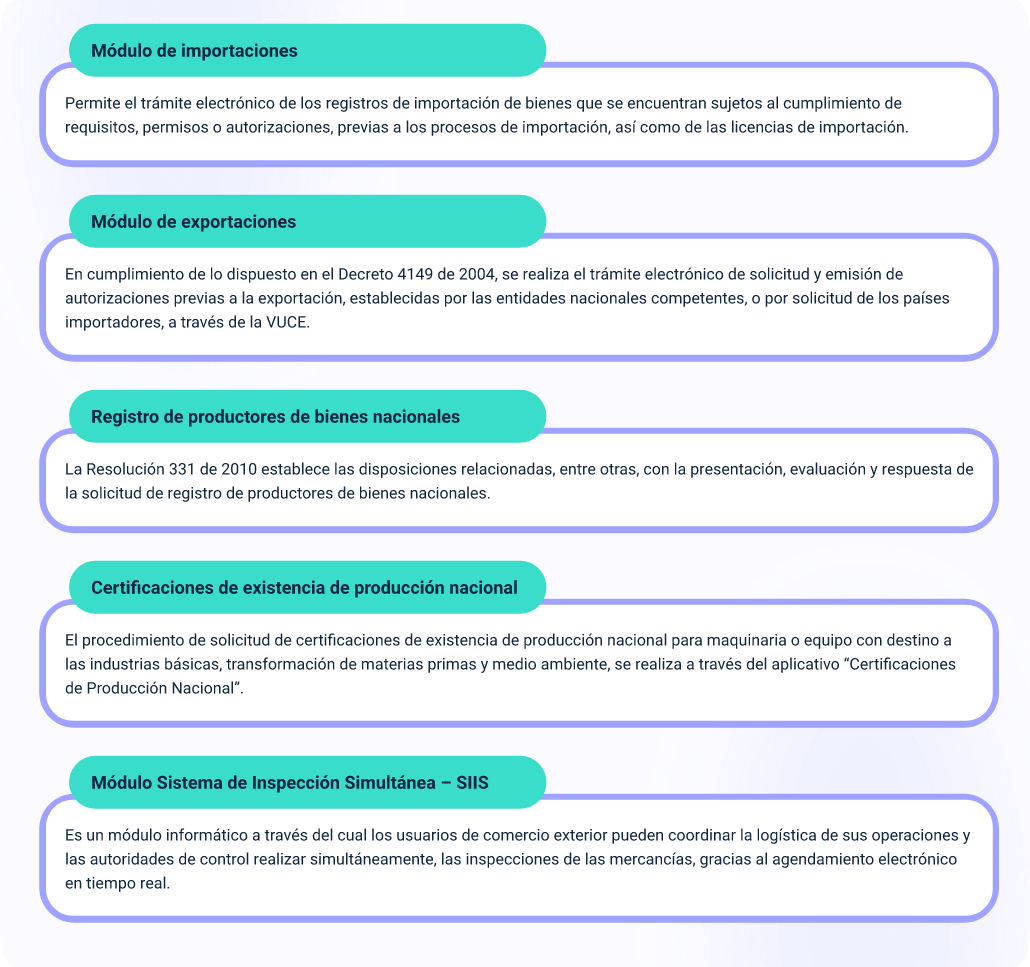 Módulo de importaciones
Permite el trámite electrónico de los registros de importación de bienes que se encuentran sujetos al cumplimiento de
requisitos, permisos o autorizaciones, previas a los procesos de importación, así como de las licencias de importación.
Módulo de exportaciones
En cumplimiento de lo dispuesto en el Decreto 4149 de 2004, se realiza el trámite electrónico de solicitud y emisión de
autorizaciones previas a la exportación, establecidas por las entidades nacionales competentes, o por solicitud de los países
importadores, a través de la VUCE.
Registro de productores de bienes nacionales
La Resolución 331 de 2010 establece las disposiciones relacionadas, entre otras, con la presentación, evaluación y respuesta de
la solicitud de registro de productores de bienes nacionales.
Certificaciones de existencia de producción nacional
El procedimiento de solicitud de certificaciones de existencia de producción nacional para maquinaria o equipo con destino a
las industrias básicas, transformación de materias primas y medio ambiente, se realiza a través del aplicativo “Certificaciones
de Producción Nacional”.
Módulo Sistema de Inspección Simultánea – SIIS
Es un módulo informático a través del cual los usuarios de comercio exterior pueden coordinar la logística de sus operaciones y
las autoridades de control realizar simultáneamente, las inspecciones de las mercancías, gracias al agendamiento electrónico
en tiempo real.